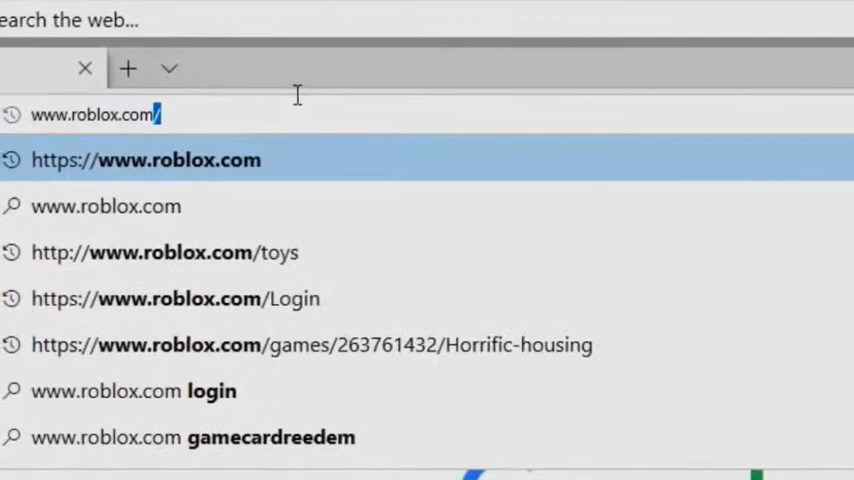 earch the web...
www.roblox.com/
https://www.roblox.com
www.roblox.com
http://www.roblox.com/toys
https://www.roblox.com/Login
https://www.roblox.com/games/263761432/Horrific-housing
www.roblox.com login
www.roblox.com gamecardreedem